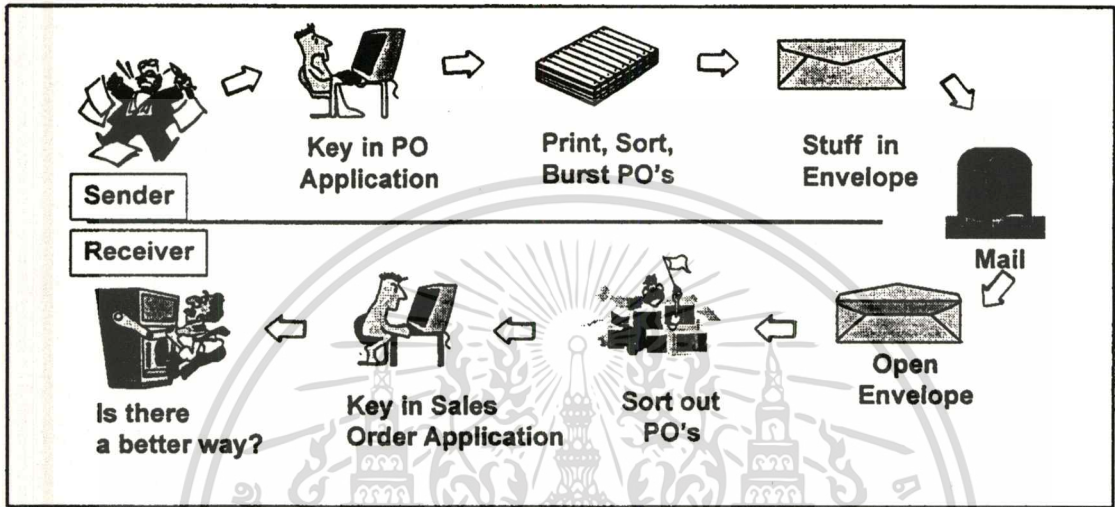 Sender
Key in PO
Application
Print, Sort,
Burst PO's
Stuff in
Envelope
Mail
Receiver
Is there
a better way?
Key in Sales
Order Application
Sort out
PO's
Open
Envelope